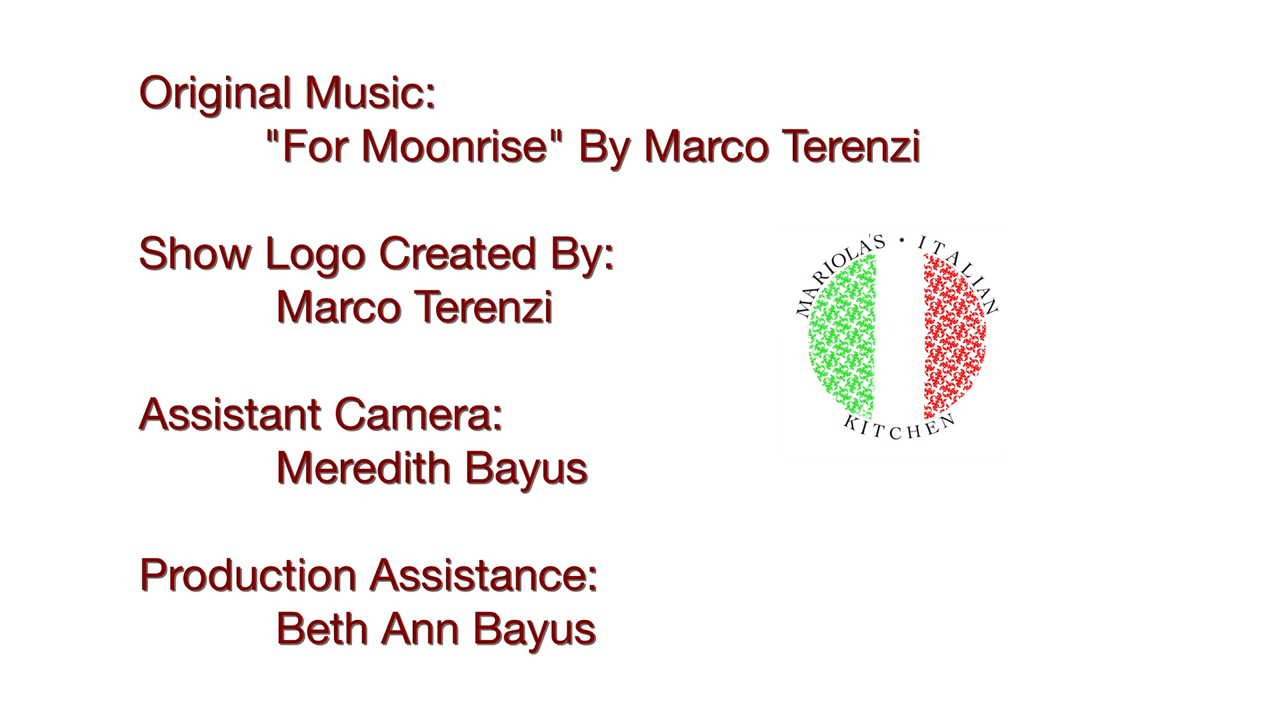 Original Music:
"For Moonrise" By Marco Terenzi
Show Logo Created By:
Marco Terenzi
Assistant Camera:
Meredith Bayus
Production Assistance:
Beth Ann Bayus
MARIOLA'S • ITALIAN
KITCHEN